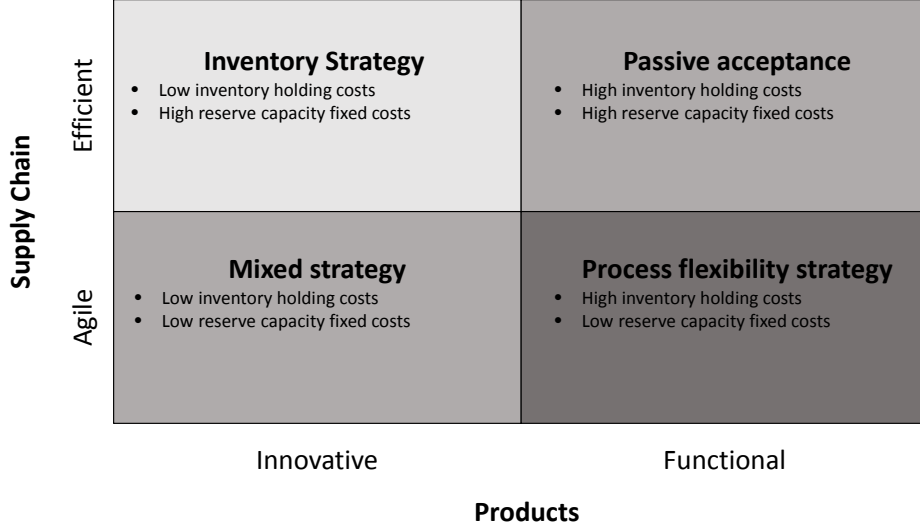 Supply Chain
Efficient
Inventory Strategy
• Low inventory holding costs
• High reserve capacity fixed costs
Passive acceptance
• High inventory holding costs
• High reserve capacity fixed costs
Agile
Mixed strategy
• Low inventory holding costs
• Low reserve capacity fixed costs
Process flexibility strategy
• High inventory holding costs
• Low reserve capacity fixed costs
Innovative
Functional
Products